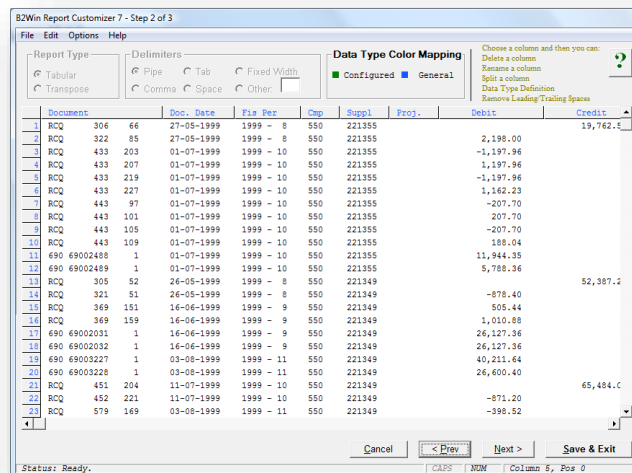 B2Win Report Customizer 7 - Step 2 of 3
File Edit Options Help
Report Type
Tabular
Transpose
Delimiters
Pipe Tab Fixed Width
Comma Space Other:
Data Type Color Mapping
Configured General
Choose a column and then you can:
Delete a column
Rename a column
Split a column
Data Type Definition
Remove Leading/Trailing Spaces
?
Document Doc. Date Fis Per Cmp Suppl Proj. Debit Credit
1 RCQ 306 66 27-05-1999 1999 - 8 550 221355 19,762.5
2 RCQ 322 85 27-05-1999 1999 - 8 550 221355 2,198.00
3 RCQ 433 203 01-07-1999 1999 - 10 550 221355 -1,197.96
4 RCQ 433 207 01-07-1999 1999 - 10 550 221355 1,197.96
5 RCQ 433 219 01-07-1999 1999 - 10 550 221355 -1,197.96
6 RCQ 433 227 01-07-1999 1999 - 10 550 221355 1,162.23
7 RCQ 443 97 01-07-1999 1999 - 10 550 221355 -207.70
8 RCQ 443 101 01-07-1999 1999 - 10 550 221355 207.70
9 RCQ 443 105 01-07-1999 1999 - 10 550 221355 -207.70
10 RCQ 443 109 01-07-1999 1999 - 10 550 221355 188.04
11 690 69002488 1 01-07-1999 1999 - 10 550 221355 11,944.35
12 690 69002489 1 01-07-1999 1999 - 10 550 221355 5,788.36
13 RCQ 305 52 26-05-1999 1999 - 8 550 221349 52,387.2
14 RCQ 321 51 26-05-1999 1999 - 8 550 221349 -878.40
15 RCQ 369 151 16-06-1999 1999 - 9 550 221349 505.44
16 RCQ 369 159 16-06-1999 1999 - 9 550 221349 1,010.88
17 690 69002031 1 16-06-1999 1999 - 9 550 221349 26,127.36
18 690 69002032 1 16-06-1999 1999 - 9 550 221349 26,127.36
19 690 69003227 1 03-08-1999 1999 - 11 550 221349 40,211.64
20 690 69003228 1 03-08-1999 1999 - 11 550 221349 26,600.40
21 RCQ 451 204 11-07-1999 1999 - 10 550 221349 65,484.0
22 RCQ 452 221 11-07-1999 1999 - 10 550 221349 -871.20
23 RCQ 579 169 03-08-1999 1999 - 11 550 221349 -398.52
Cancel < Prev Next > Save & Exit
Status: Ready. CAPS NUM Column 5, Pos 0